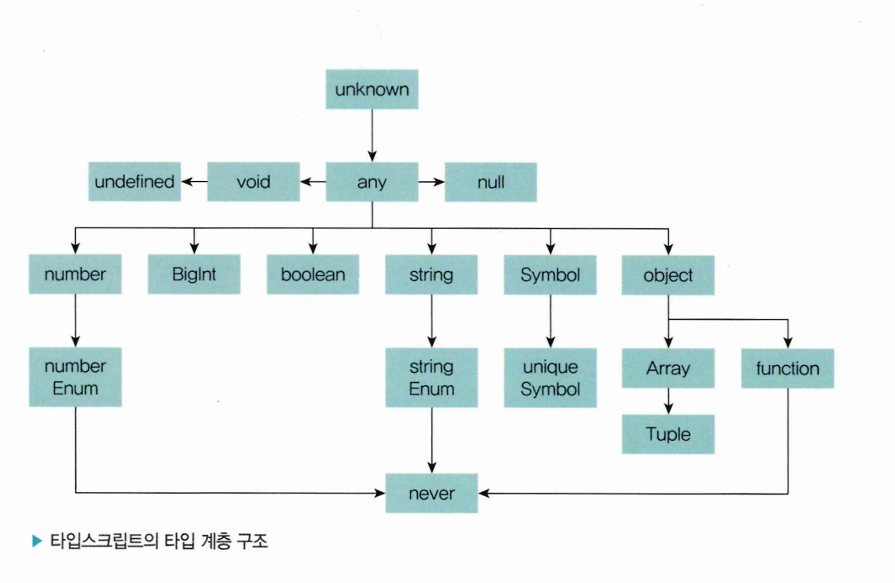 unknown
undefined
void
any
null
number
BigInt
boolean
string
Symbol
object
number
Enum
string
Enum
unique
Symbol
Array
function
Tuple
never
▶ 타입스크립트의 타입 계층 구조